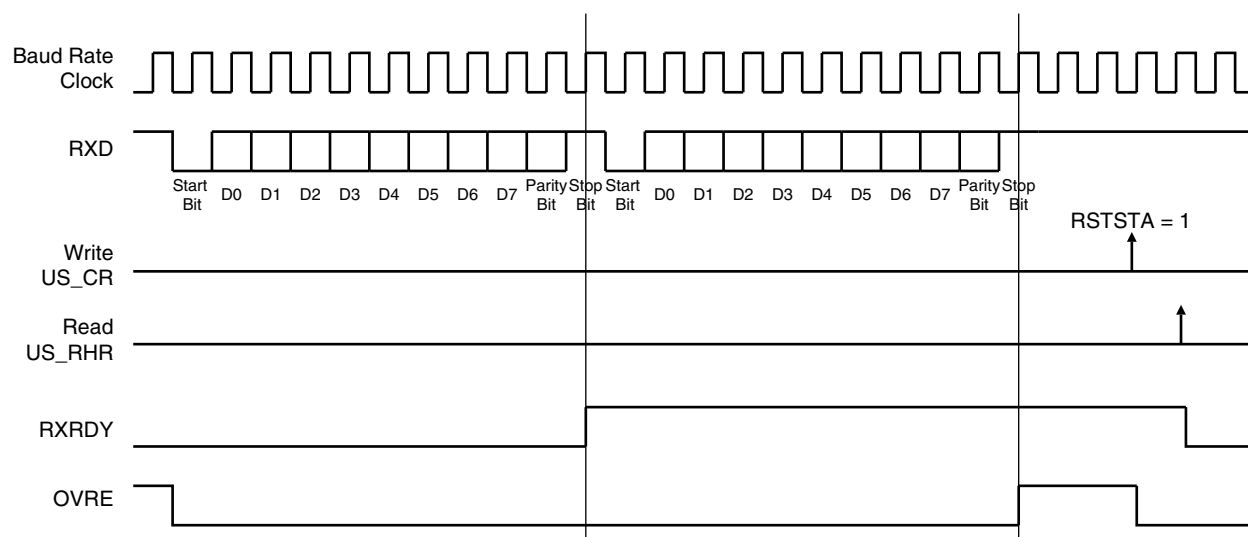 Baud Rate
Clock
RXD
Start
Bit
D0 D1 D2 D3 D4 D5 D6 D7
Parity
Bit
Stop
Bit
Start
Bit
D0 D1 D2 D3 D4 D5 D6 D7
Parity
Bit
Stop
Bit
RSTSTA = 1
Write
US_CR
Read
US_RHR
RXRDY
OVRE